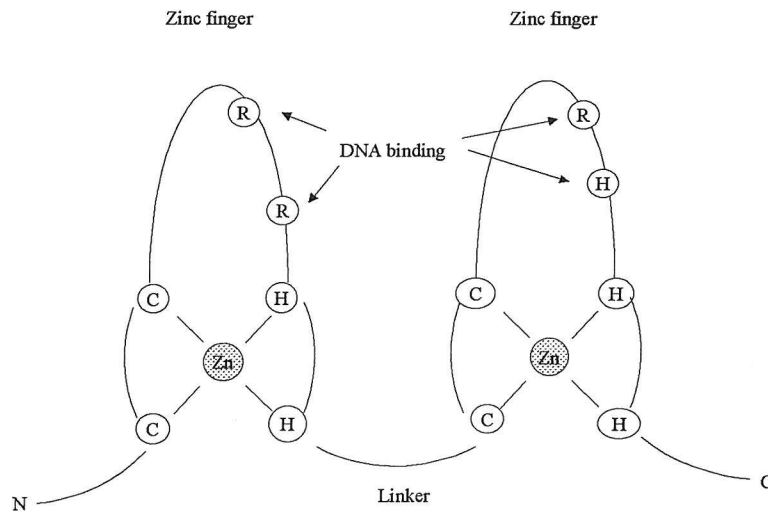 Zinc finger Zinc finger
R R
DNA binding
H
R
C H C H
Zn Zn
C H C H
N C
Linker